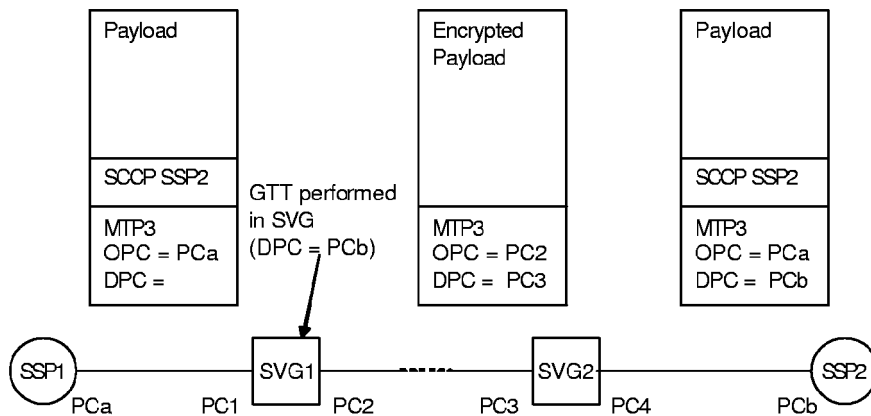 Payload
SCCP SSP2
MTP3
OPC = PCa
DPC =
GTT performed
in SVG
(DPC = PCb)
Encrypted
Payload
MTP3
OPC = PC2
DPC = PC3
Payload
SCCP SSP2
MTP3
OPC = PCa
DPC = PCb
SSP1
SVG1
SVG2
SSP2
PCa
PC1
PC2
PC3
PC4
PCb